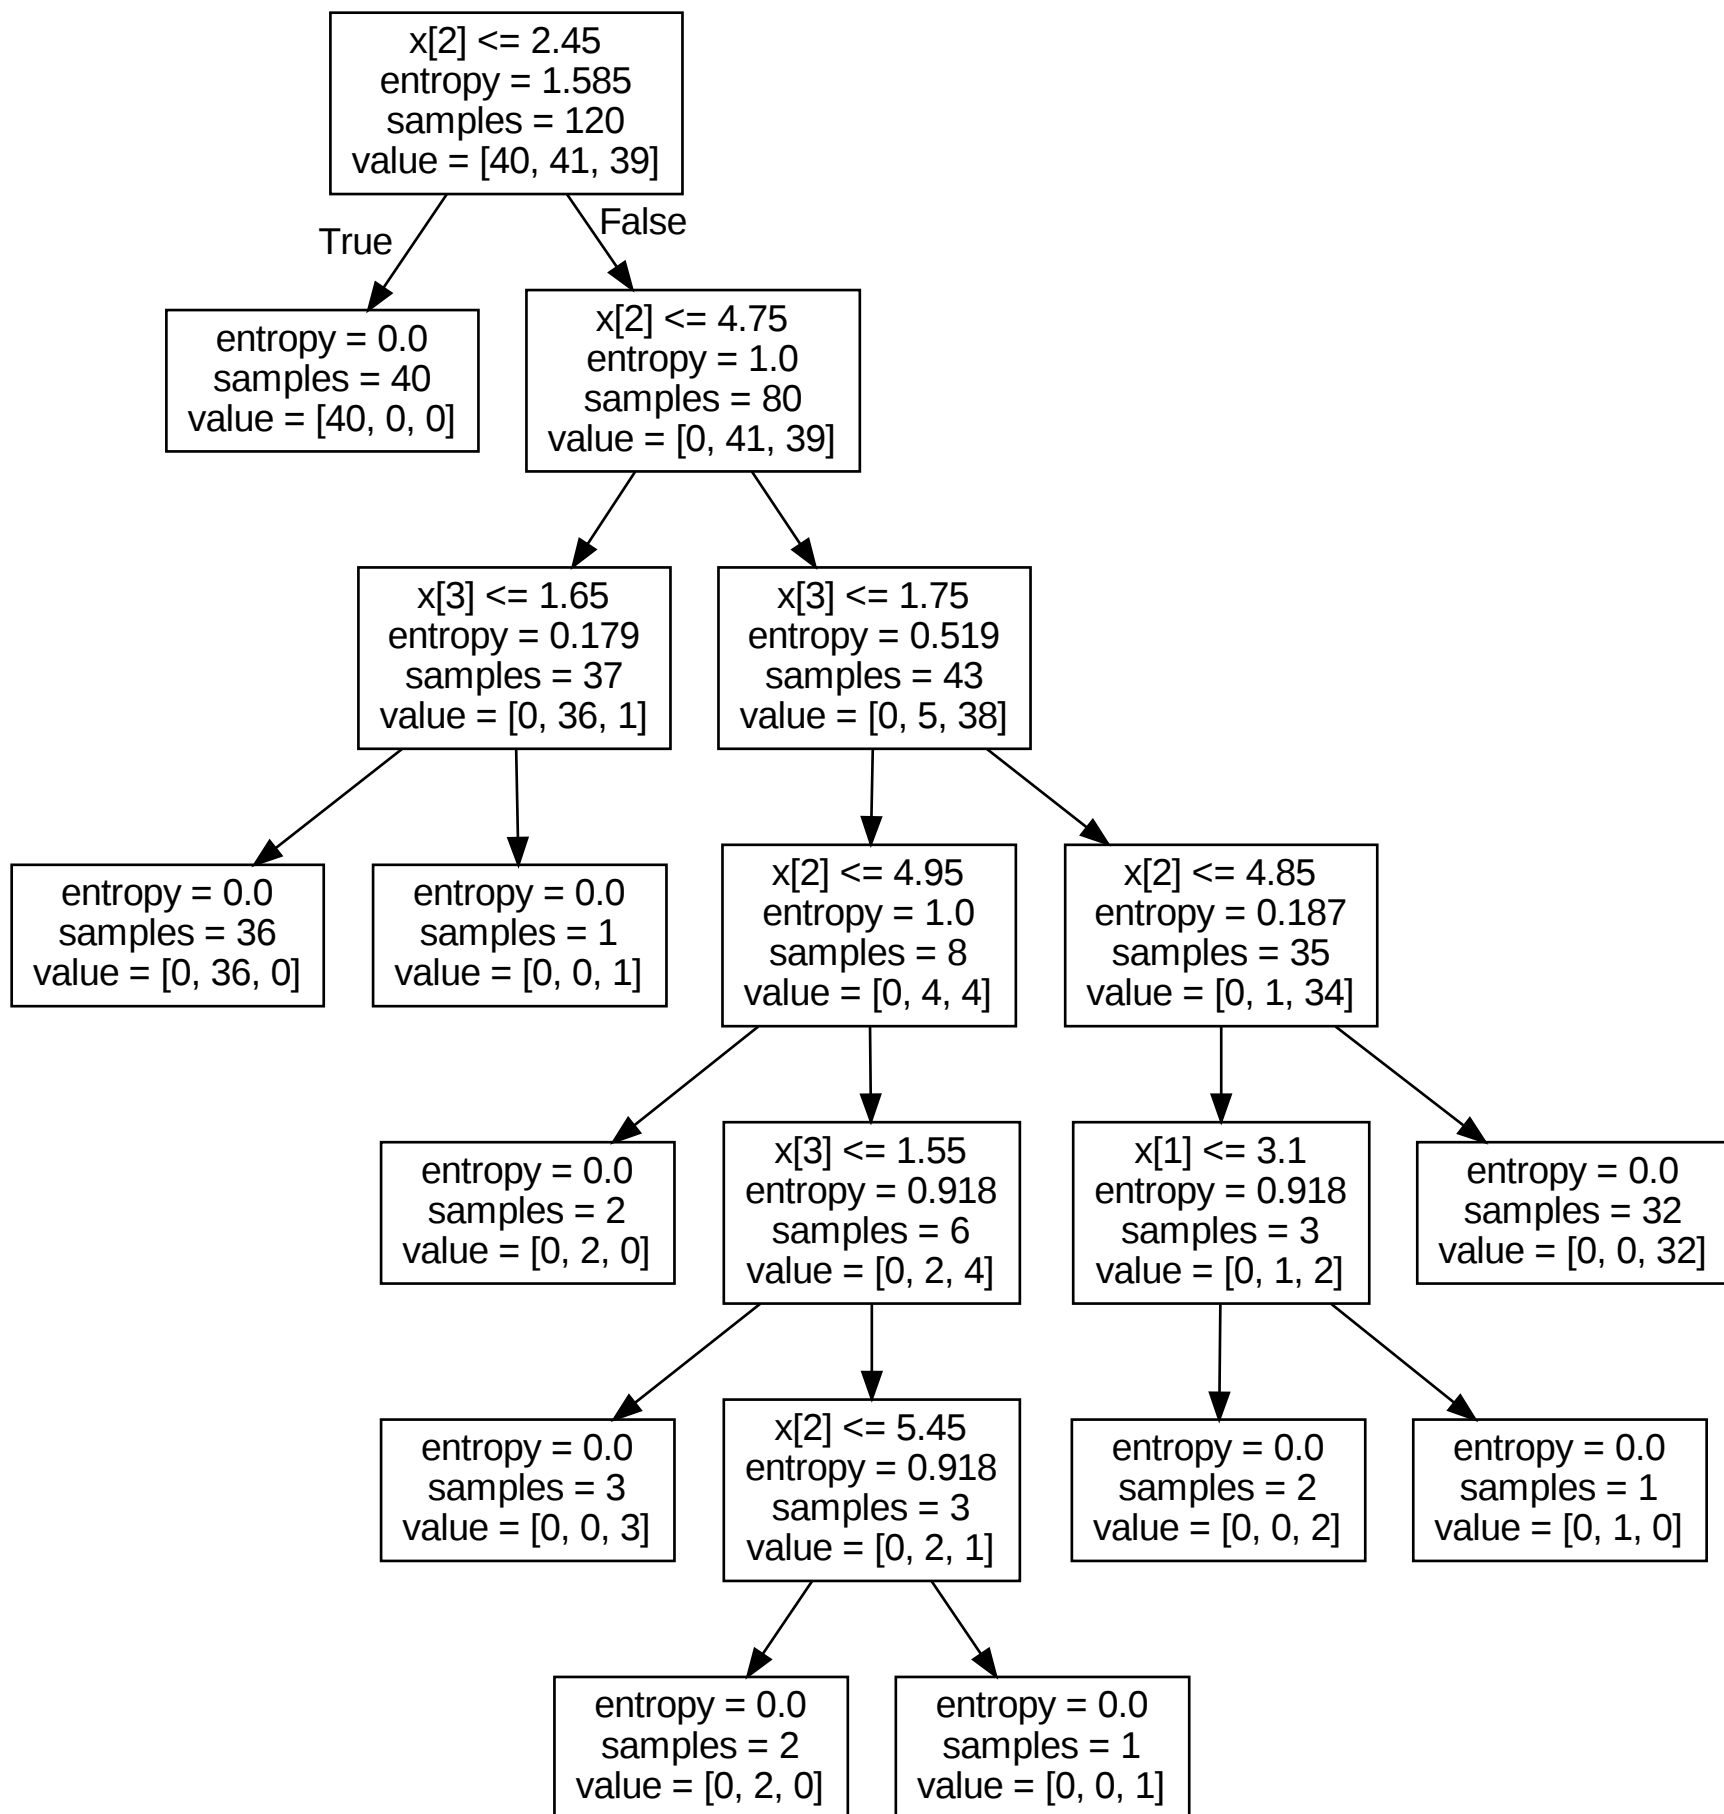 x[2] <= 2.45
entropy = 1.585
samples = 120
value = [40, 41, 39]
True
False
entropy = 0.0
samples = 40
value = [40, 0, 0]
x[2] <= 4.75
entropy = 1.0
samples = 80
value = [0, 41, 39]
x[3] <= 1.65
entropy = 0.179
samples = 37
value = [0, 36, 1]
x[3] <= 1.75
entropy = 0.519
samples = 43
value = [0, 5, 38]
entropy = 0.0
samples = 36
value = [0, 36, 0]
entropy = 0.0
samples = 1
value = [0, 0, 1]
x[2] <= 4.95
entropy = 1.0
samples = 8
value = [0, 4, 4]
x[2] <= 4.85
entropy = 0.187
samples = 35
value = [0, 1, 34]
entropy = 0.0
samples = 2
value = [0, 2, 0]
x[3] <= 1.55
entropy = 0.918
samples = 6
value = [0, 2, 4]
x[1] <= 3.1
entropy = 0.918
samples = 3
value = [0, 1, 2]
entropy = 0.0
samples = 32
value = [0, 0, 32]
entropy = 0.0
samples = 3
value = [0, 0, 3]
x[2] <= 5.45
entropy = 0.918
samples = 3
value = [0, 2, 1]
entropy = 0.0
samples = 2
value = [0, 0, 2]
entropy = 0.0
samples = 1
value = [0, 1, 0]
entropy = 0.0
samples = 2
value = [0, 2, 0]
entropy = 0.0
samples = 1
value = [0, 0, 1]